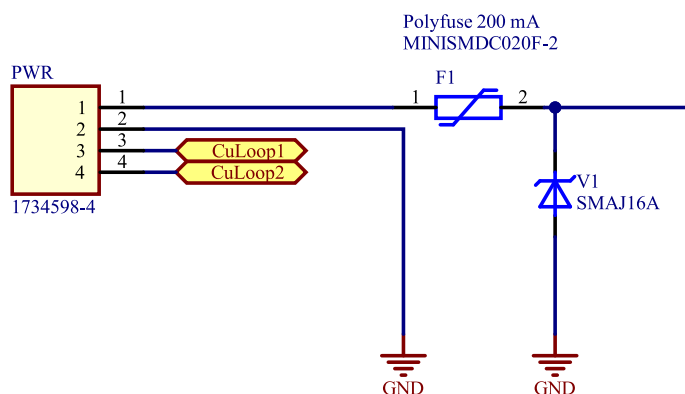 Polyfuse 200 mA
MINISMDC020F-2
PWR
F1
1
1
1
2
2
2
3
3
CuLoop1
4
4
CuLoop2
1734598-4
V1
SMAJ16A
GND
GND